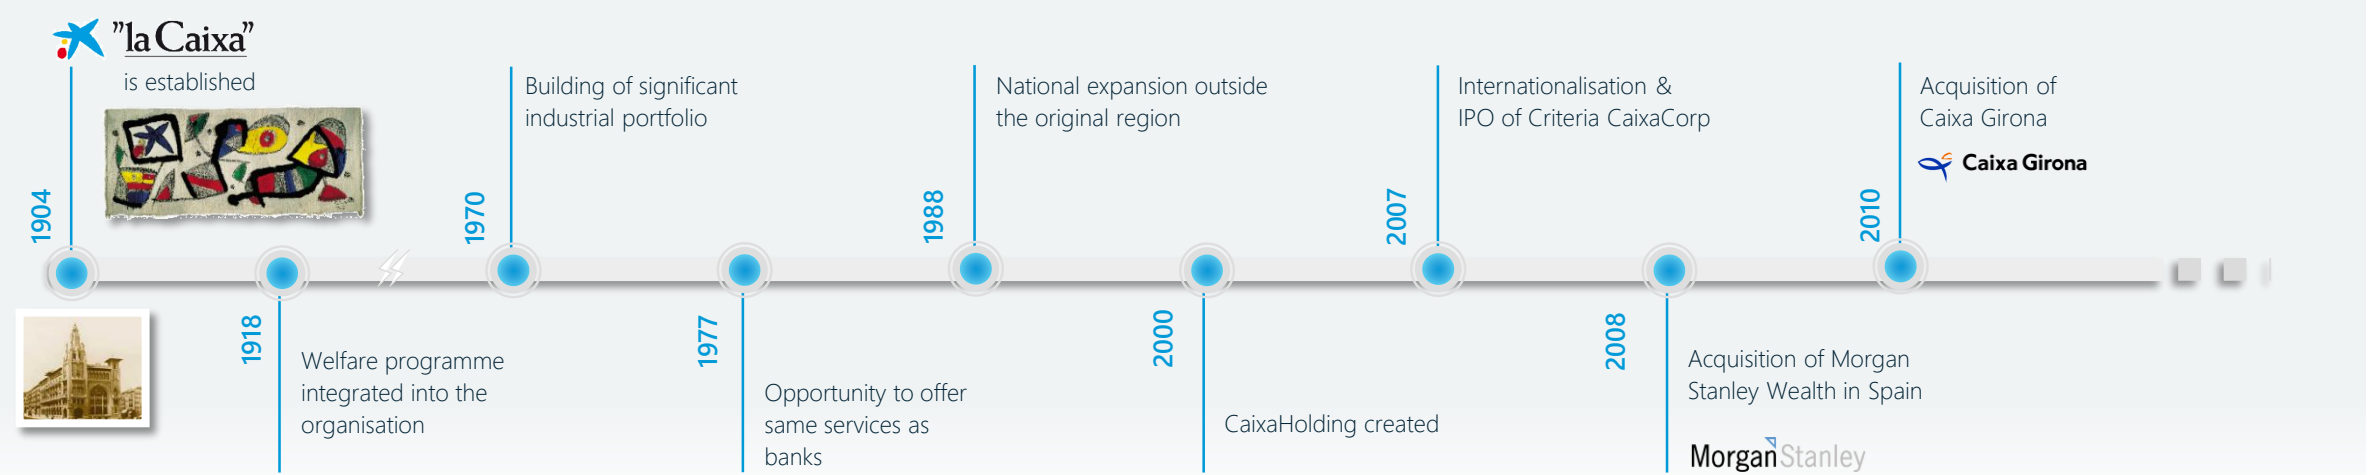 "la Caixa"
is established
1904
1918
Welfare programme
integrated into the
organisation
1970
Building of significant
industrial portfolio
1977
Opportunity to offer
same services as
banks
1988
National expansion outside
the original region
2000
CaixaHolding created
2007
Internationalisation &
IPO of Criteria CaixaCorp
2008
Acquisition of Morgan
Stanley Wealth in Spain
Morgan Stanley
2010
Acquisition of
Caixa Girona
Caixa Girona